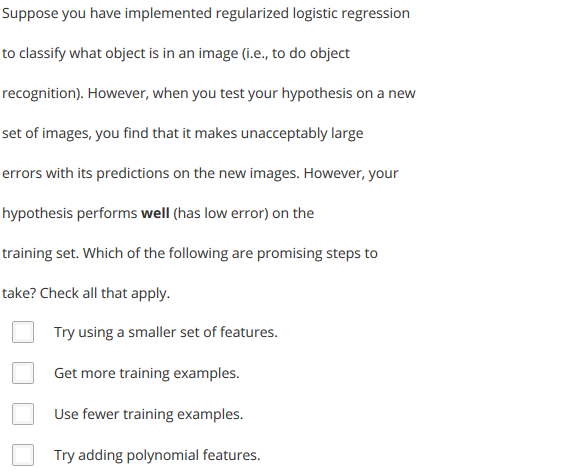 Suppose you have implemented regularized logistic regression
to classify what object is in an image (i.e., to do object
recognition). However, when you test your hypothesis on a new
set of images, you find that it makes unacceptably large
errors with its predictions on the new images. However, your
hypothesis performs well (has low error) on the
training set. Which of the following are promising steps to
take? Check all that apply.
Try using a smaller set of features.
Get more training examples.
Use fewer training examples.
Try adding polynomial features.